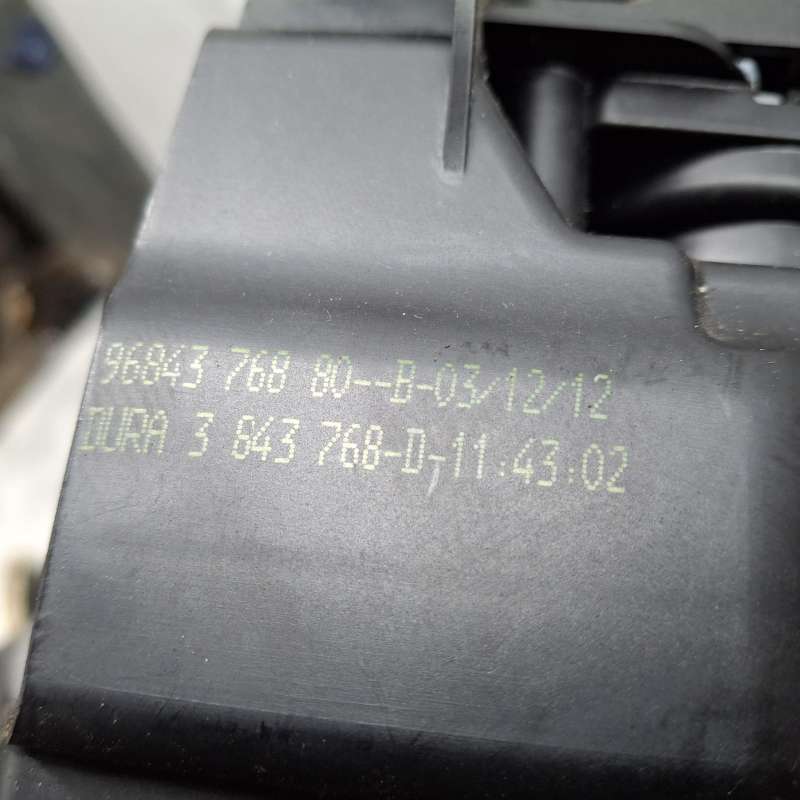 96843 768 80--B-03/12/12
DURA 3 843 768-D-11:43:02